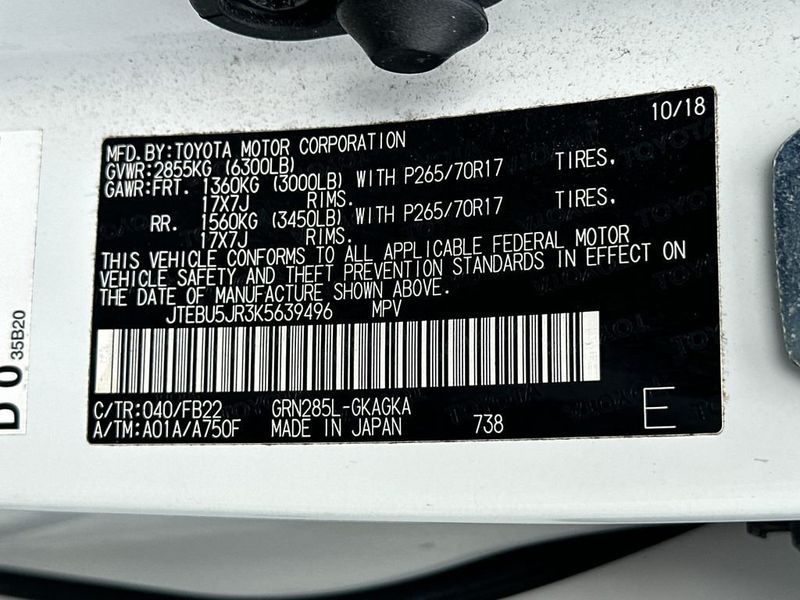 10/18
MFD.BY:TOYOTA MOTOR CORPORATION
GVWR:2855KG (6300LB)
GAWR:FRT. 1360KG (3000LB) WITH P265/70R17 TIRES,
17X7J RIMS.
RR. 1560KG (3450LB) WITH P265/70R17 TIRES,
17X7J RIMS.
THIS VEHICLE CONFORMS TO ALL APPLICABLE FEDERAL MOTOR
VEHICLE SAFETY AND THEFT PREVENTION STANDARDS IN EFFECT ON
THE DATE OF MANUFACTURE SHOWN ABOVE.
JTEBU5JR3K5639496 MPV
C/TR:040/FB22 GRN285L-GKAGKA
A/TM:A01A/A750F MADE IN JAPAN 738
E
35B20